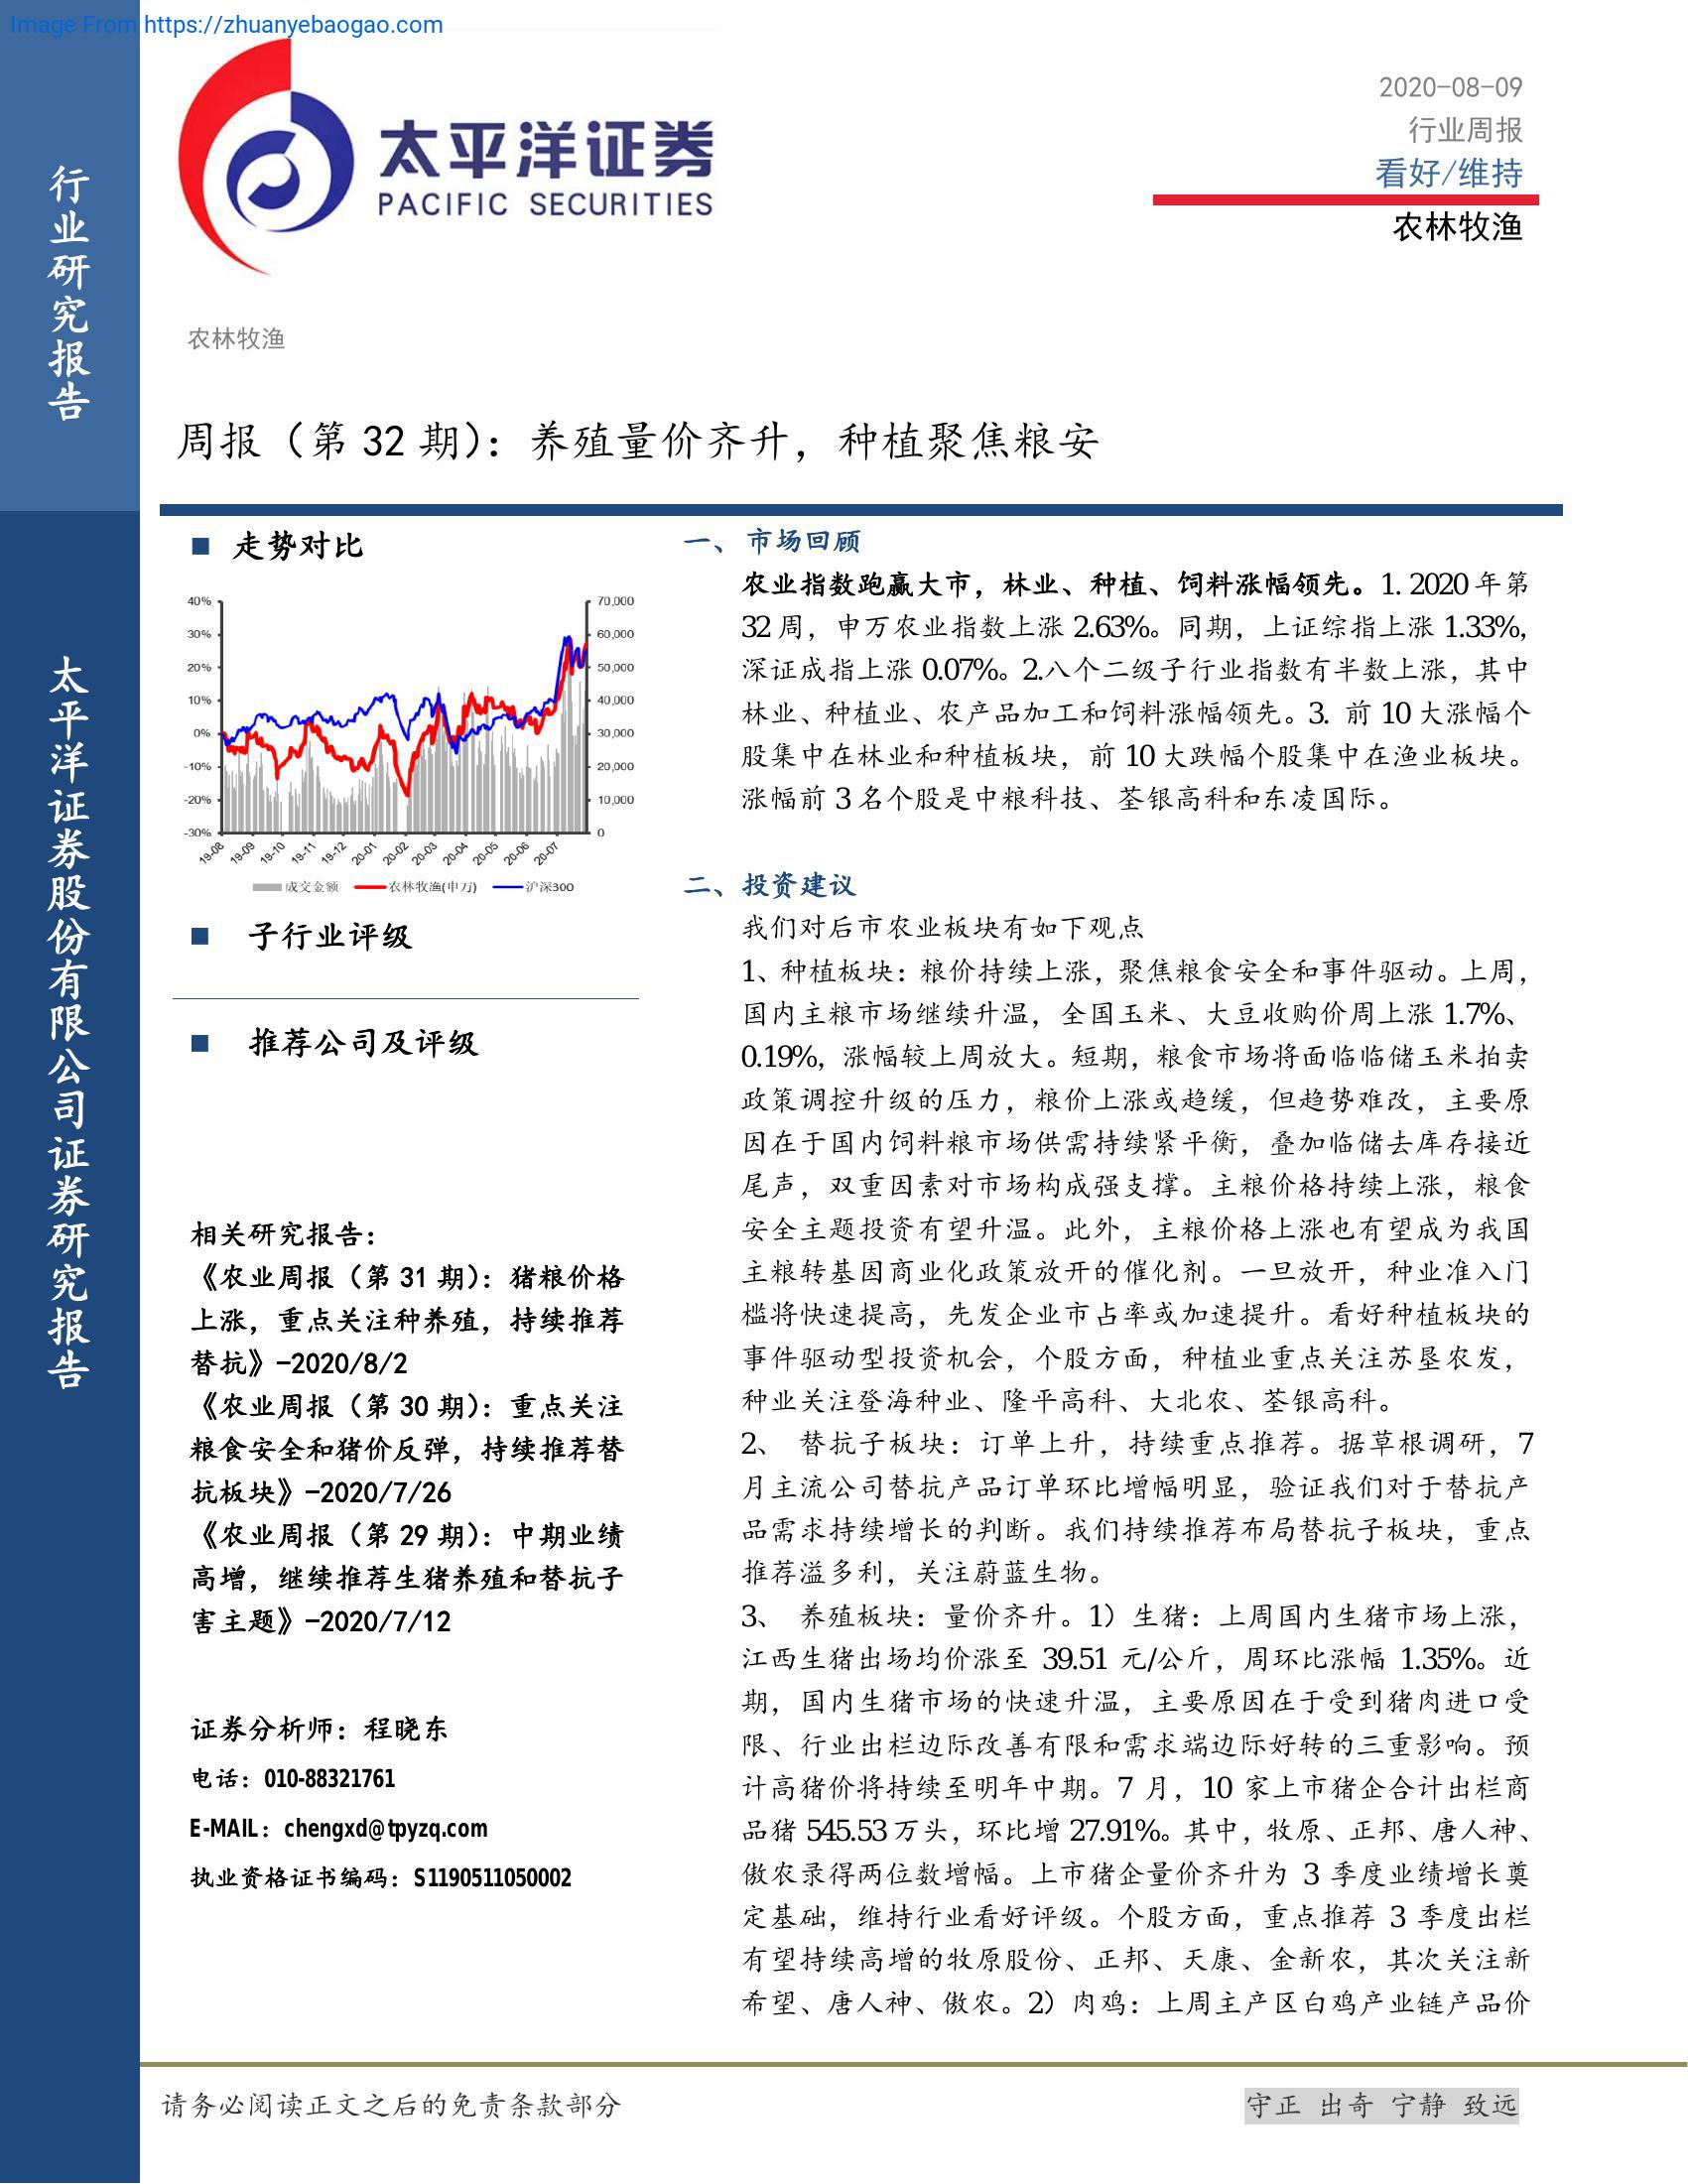 Image From https://zhuanyebaogao.com
行业研究报告
太平洋证券股份有限公司证券研究报告
太平洋证券
PACIFIC SECURITIES
2020-08-09
行业周报
看好/维持
农林牧渔
农林牧渔
周报（第 32 期）：养殖量价齐升，种植聚焦粮安
■ 走势对比
40%
30%
20%
10%
0%
-10%
-20%
-30%
70,000
60,000
50,000
40,000
30,000
20,000
10,000
0
19-08 19-09 19-10 19-11 19-12 20-01 20-02 20-03 20-04 20-05 20-06 20-07
成交金额 农林牧渔(申万) 沪深300
■ 子行业评级
■ 推荐公司及评级
相关研究报告：
《农业周报（第 31 期）：猪粮价格
上涨，重点关注种养殖，持续推荐
替抗》-2020/8/2
《农业周报（第 30 期）：重点关注
粮食安全和猪价反弹，持续推荐替
抗板块》-2020/7/26
《农业周报（第 29 期）：中期业绩
高增，继续推荐生猪养殖和替抗子
害主题》-2020/7/12
证券分析师：程晓东
电话：010-88321761
E-MAIL：chengxd@tpyzq.com
执业资格证书编码：S1190511050002
一、 市场回顾
农业指数跑赢大市，林业、种植、饲料涨幅领先。1. 2020 年第
32 周，申万农业指数上涨 2.63%。同期，上证综指上涨 1.33%，
深证成指上涨 0.07%。2.八个二级子行业指数有半数上涨，其中
林业、种植业、农产品加工和饲料涨幅领先。3. 前 10 大涨幅个
股集中在林业和种植板块，前 10 大跌幅个股集中在渔业板块。
涨幅前 3 名个股是中粮科技、荃银高科和东凌国际。
二、投资建议
我们对后市农业板块有如下观点
1、种植板块：粮价持续上涨，聚焦粮食安全和事件驱动。上周，
国内主粮市场继续升温，全国玉米、大豆收购价周上涨 1.7%、
0.19%，涨幅较上周放大。短期，粮食市场将面临临储玉米拍卖
政策调控升级的压力，粮价上涨或趋缓，但趋势难改，主要原
因在于国内饲料粮市场供需持续紧平衡，叠加临储去库存接近
尾声，双重因素对市场构成强支撑。主粮价格持续上涨，粮食
安全主题投资有望升温。此外，主粮价格上涨也有望成为我国
主粮转基因商业化政策放开的催化剂。一旦放开，种业准入门
槛将快速提高，先发企业市占率或加速提升。看好种植板块的
事件驱动型投资机会，个股方面，种植业重点关注苏垦农发，
种业关注登海种业、隆平高科、大北农、荃银高科。
2、 替抗子板块：订单上升，持续重点推荐。据草根调研，7
月主流公司替抗产品订单环比增幅明显，验证我们对于替抗产
品需求持续增长的判断。我们持续推荐布局替抗子板块，重点
推荐溢多利，关注蔚蓝生物。
3、 养殖板块：量价齐升。1）生猪：上周国内生猪市场上涨，
江西生猪出场均价涨至 39.51 元/公斤，周环比涨幅 1.35%。近
期，国内生猪市场的快速升温，主要原因在于受到猪肉进口受
限、行业出栏边际改善有限和需求端边际好转的三重影响。预
计高猪价将持续至明年中期。7 月，10 家上市猪企合计出栏商
品猪 545.53 万头，环比增 27.91%。其中，牧原、正邦、唐人神、
傲农录得两位数增幅。上市猪企量价齐升为 3 季度业绩增长奠
定基础，维持行业看好评级。个股方面，重点推荐 3 季度出栏
有望持续高增的牧原股份、正邦、天康、金新农，其次关注新
希望、唐人神、傲农。2）肉鸡：上周主产区白鸡产业链产品价
请务必阅读正文之后的免责条款部分
守正 出奇 宁静 致远